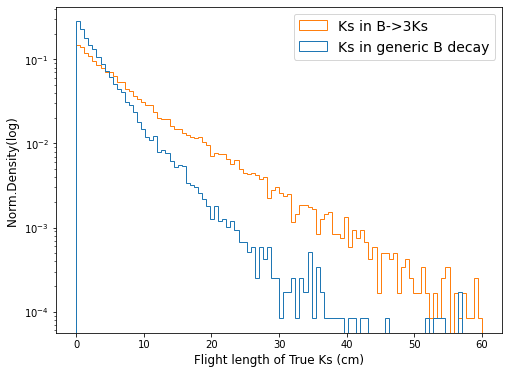 Ks in B->3Ks
Ks in generic B decay
Norm.Density(log)
10⁻¹
10⁻²
10⁻³
10⁻⁴
0 10 20 30 40 50 60
Flight length of True Ks (cm)